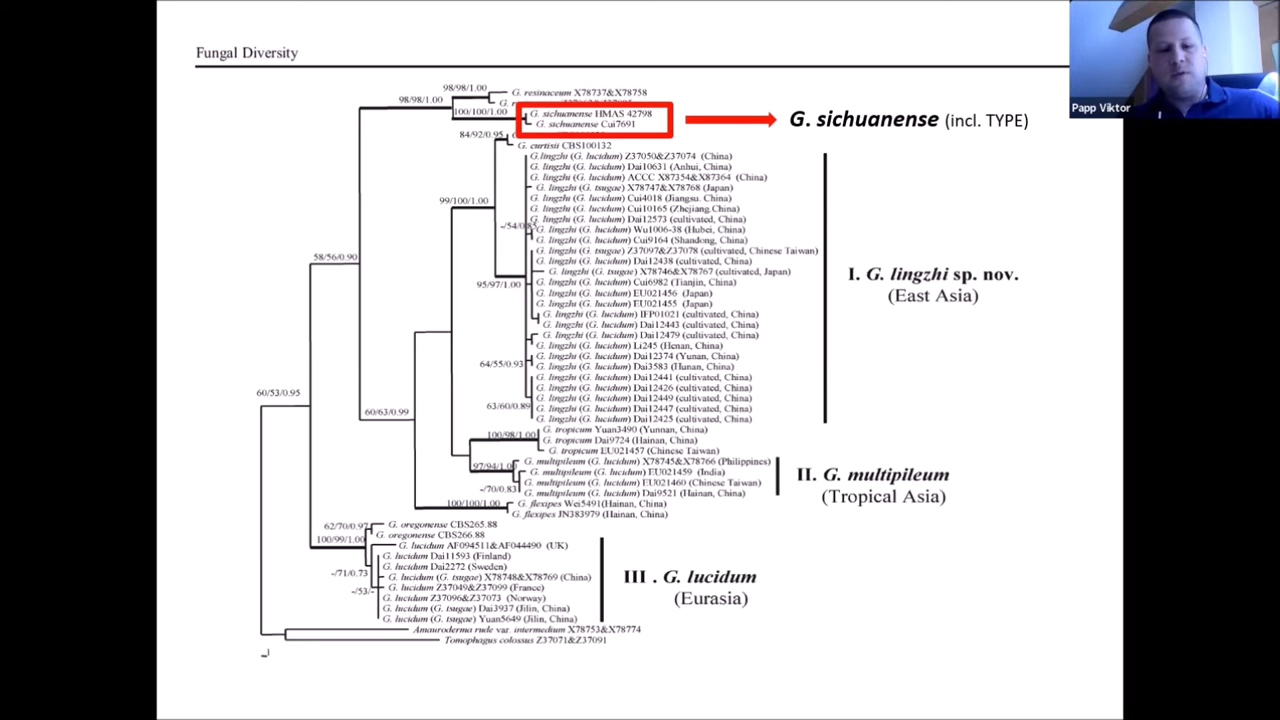 Fungal Diversity
Papp Viktor
98/98/1.00
G. resinaceum X78737&X78758
98/98/1.00
100/100/1.00
G. sichuanense HMAS 42798
G. sichuanense Cui7691
G. sichuanense (incl. TYPE)
84/92/0.95
G. curtisii CBS100132
G.lingzhi (G. lucidum) Z37050&Z37074 (China)
G. lingzhi (G. lucidum) Dai10631 (Anhui, China)
G. lingzhi (G. lucidum) ACCC X87354&X87364 (China)
G. lingzhi (G. tsugae) X78747&X78768 (Japan)
G. lingzhi (G. lucidum) Cui4018 (Jiangsu. China)
99/100/1.00
G. lingzhi (G. lucidum) Cui10165 (Zhejiang.China)
G. lingzhi (G. lucidum) Dai12573 (cultivated, China)
G. lingzhi (G. lucidum) Wu1006-38 (Hubei, China)
G. lingzhi (G. lucidum) Cui9164 (Shandong, China)
G. lingzhi (G. tsugae) Z37097&Z37078 (cultivated, Chinese Taiwan)
58/56/0.90
G. lingzhi (G. lucidum) Dai12438 (cultivated, China)
G. lingzhi (G. tsugae) X78746&X78767 (cultivated, Japan)
95/97/1.00
G. lingzhi (G. lucidum) Cui6982 (Tianjin, China)
G. lingzhi (G. lucidum) EU021456 (Japan)
G. lingzhi (G. lucidum) EU021455 (Japan)
G. lingzhi (G. lucidum) IFP01021 (cultivated, China)
G. lingzhi (G. lucidum) Dai12443 (cultivated, China)
G. lingzhi (G. lucidum) Dai12479 (cultivated, China)
G. lingzhi (G. lucidum) Li245 (Henan, China)
G. lingzhi (G. lucidum) Dai12374 (Yunan, China)
64/55/0.93
G. lingzhi (G. lucidum) Dai3583 (Hunan, China)
G. lingzhi (G. lucidum) Dai12441 (cultivated, China)
G. lingzhi (G. lucidum) Dai12426 (cultivated, China)
60/53/0.95
G. lingzhi (G. lucidum) Dai12449 (cultivated, China)
63/60/0.89
G. lingzhi (G. lucidum) Dai12447 (cultivated, China)
60/63/0.99
G. lingzhi (G. lucidum) Dai12425 (cultivated, China)
I. G. lingzhi sp. nov.
(East Asia)
G. tropicum Yuan3490 (Yunnan, China)
100/98/1.00
G. tropicum Dai9724 (Hainan, China)
G. tropicum EU021457 (Chinese Taiwan)
97/94/1.00
G. multipileum (G. lucidum) X78745&X78766 (Philippines)
G. multipileum (G. lucidum) EU021459 (India)
G. multipileum (G. lucidum) EU021460 (Chinese Taiwan)
-/70/0.83
G. multipileum (G. lucidum) Dai9521 (Hainan, China)
II. G. multipileum
(Tropical Asia)
100/100/1.00
G. flexipes Wei5491(Hainan, China)
G. flexipes JN383979 (Hainan, China)
62/70/0.97
G. oregonense CBS265.88
G. oregonense CBS266.88
100/99/1.00
G. lucidum AF094511&AF044490 (UK)
G. lucidum Dai11593 (Finland)
G. lucidum Dai2272 (Sweden)
-/71/0.73
G. lucidum (G. tsugae) X78748&X78769 (China)
G. lucidum Z37049&Z37099 (France)
-/53/-
G. lucidum Z37096&Z37073 (Norway)
G. lucidum (G. tsugae) Dai3937 (Jilin, China)
G. lucidum (G. tsugae) Yuan5649 (Jilin, China)
III . G. lucidum
(Eurasia)
Amauroderma rude var. intermedium X78753&X78774
Tomophagus colossus Z37071&Z37091